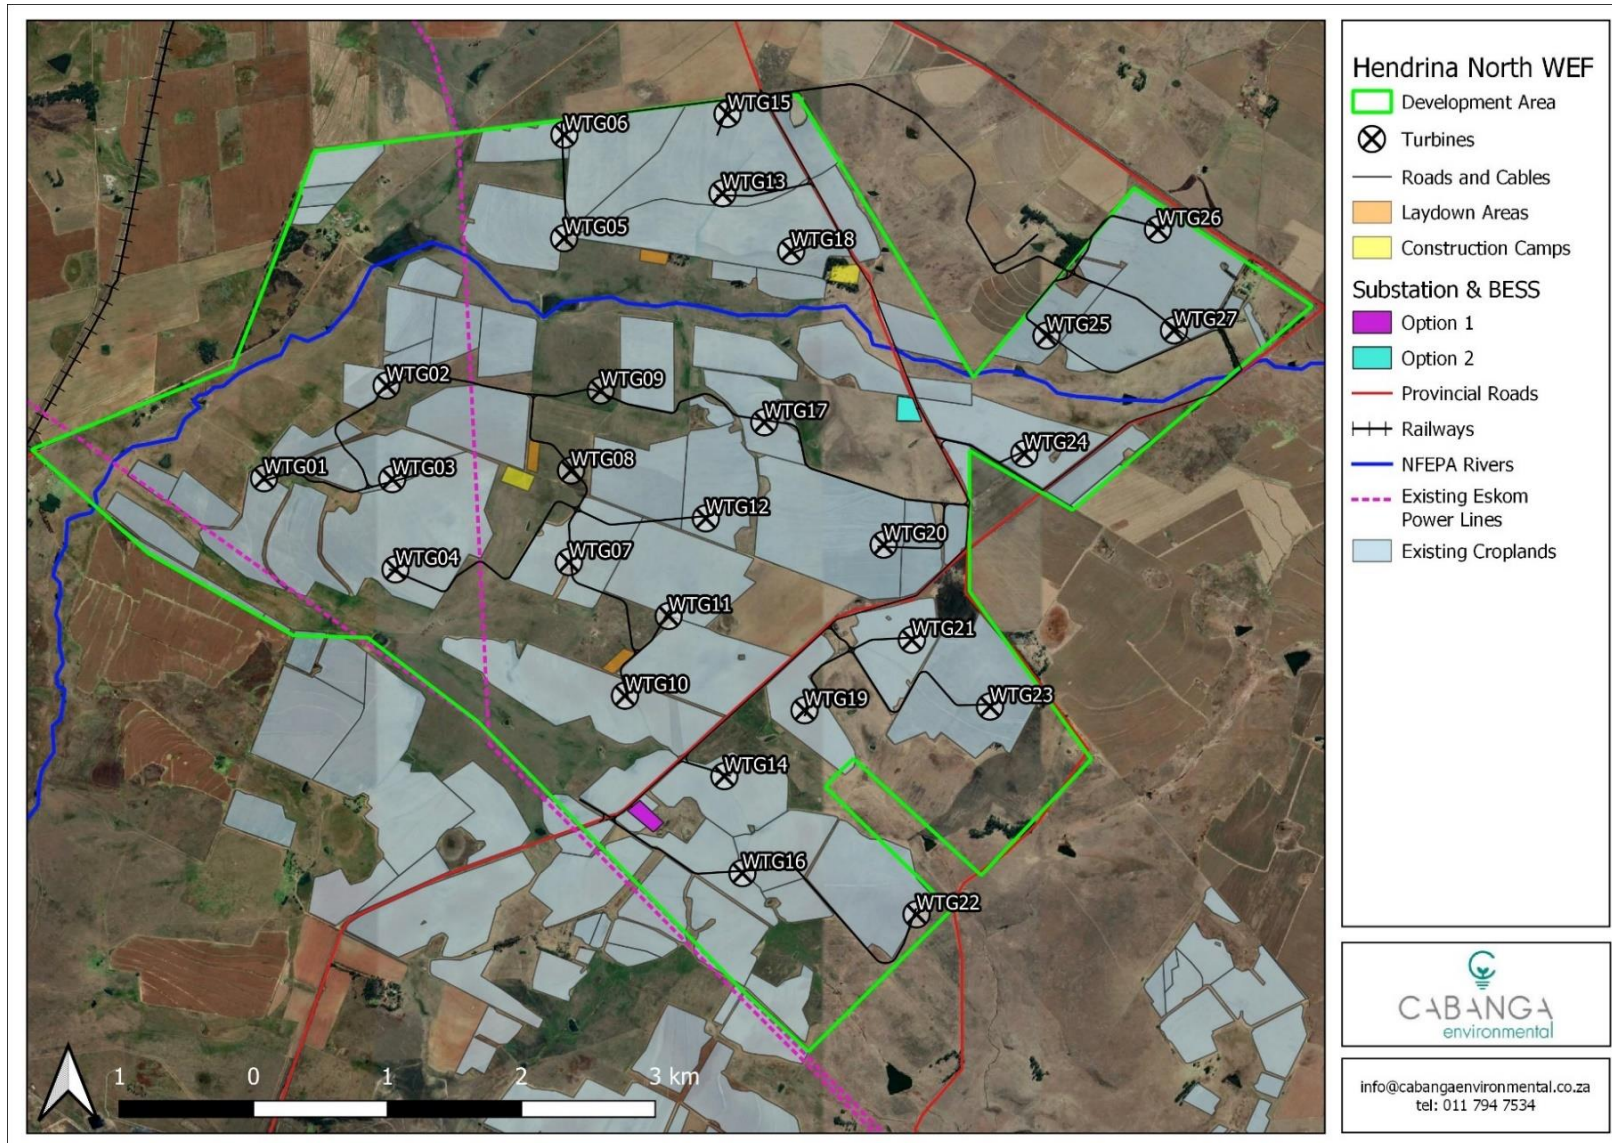 WTG15
WTG06
WTG13
WTG26
WTG05
WTG18
WTG25
WTG27
WTG02
WTG09
WTG17
WTG24
WTG01
WTG03
WTG08
WTG12
WTG20
WTG04
WTG07
WTG11
WTG21
WTG10
WTG19
WTG23
WTG14
WTG16
WTG22
1 0 1 2 3 km
Hendrina North WEF
Development Area
Turbines
Roads and Cables
Laydown Areas
Construction Camps
Substation & BESS
Option 1
Option 2
Provincial Roads
Railways
NFEPA Rivers
Existing Eskom
Power Lines
Existing Croplands
CABANGA
environmental
info@cabangaenvironmental.co.za
tel: 011 794 7534